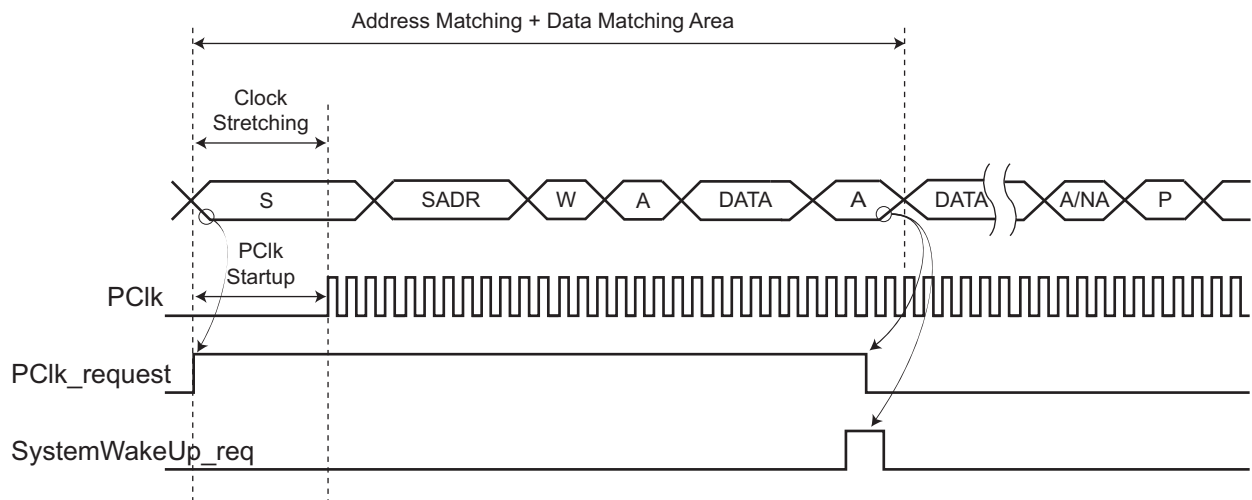 Address Matching + Data Matching Area
Clock
Stretching
S
SADR
W
A
DATA
A
DATA
A/NA
P
PClk
Startup
PClk
PClk_request
SystemWakeUp_req